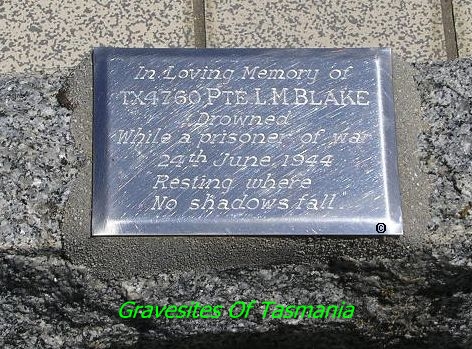 In Loving Memory of
TX4760 PTE L M BLAKE
Drowned
While a prisoner of war
24th June, 1944
Resting where
No shadows fall.
©
Gravesites Of Tasmania